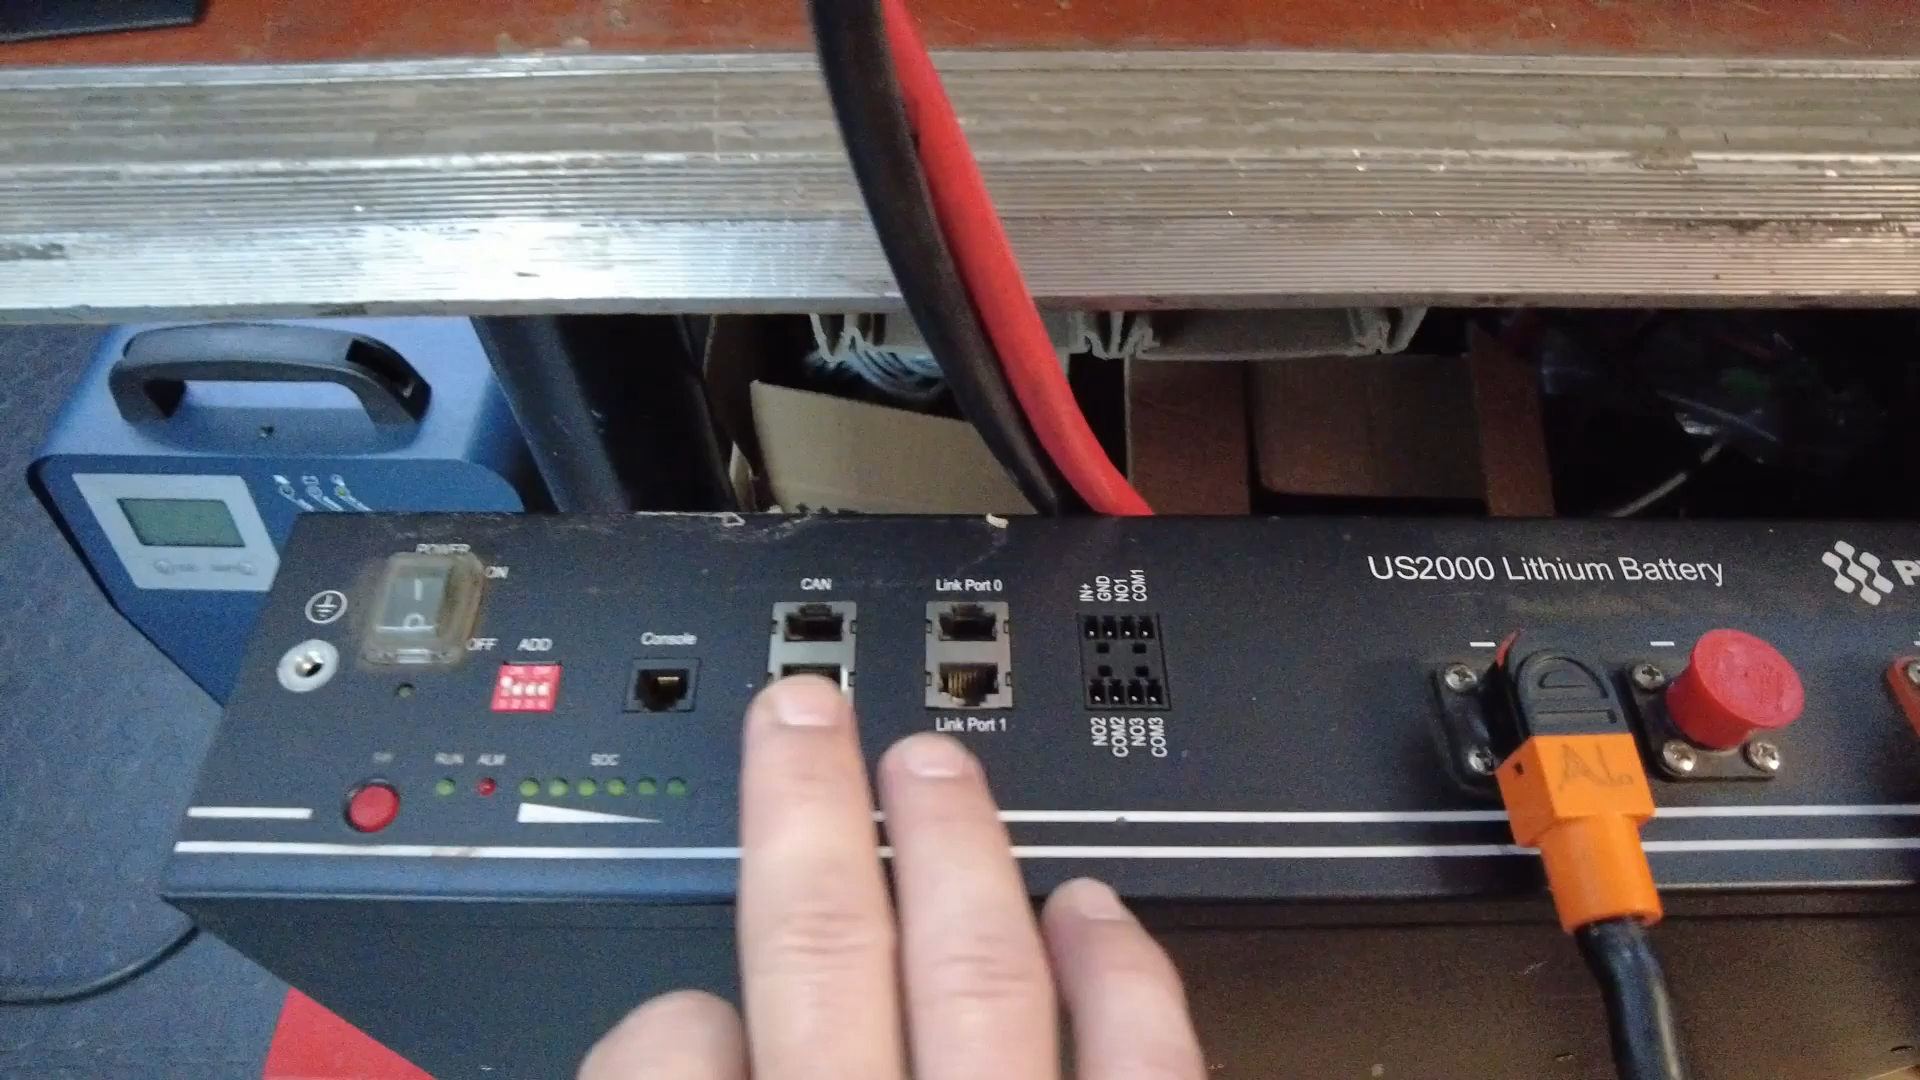 POWER
ON
OFF
ADD
Console
CAN
Link Port 0
Link Port 1
IN+
GND
NO1
COM1
NO2
COM2
NO3
COM3
RUN
ALM
SOC
US2000 Lithium Battery